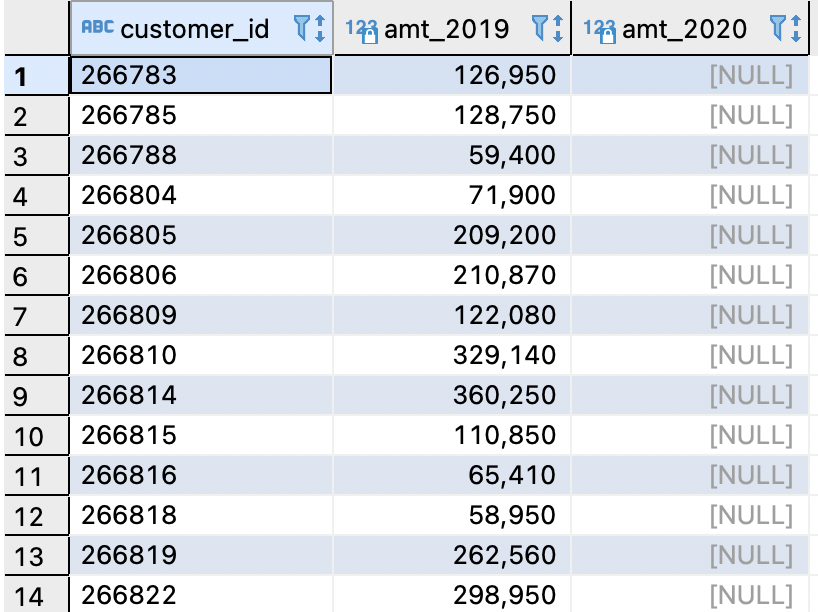 ABC customer_id 123 amt_2019 123 amt_2020
1 266783 126,950 [NULL]
2 266785 128,750 [NULL]
3 266788 59,400 [NULL]
4 266804 71,900 [NULL]
5 266805 209,200 [NULL]
6 266806 210,870 [NULL]
7 266809 122,080 [NULL]
8 266810 329,140 [NULL]
9 266814 360,250 [NULL]
10 266815 110,850 [NULL]
11 266816 65,410 [NULL]
12 266818 58,950 [NULL]
13 266819 262,560 [NULL]
14 266822 298,950 [NULL]